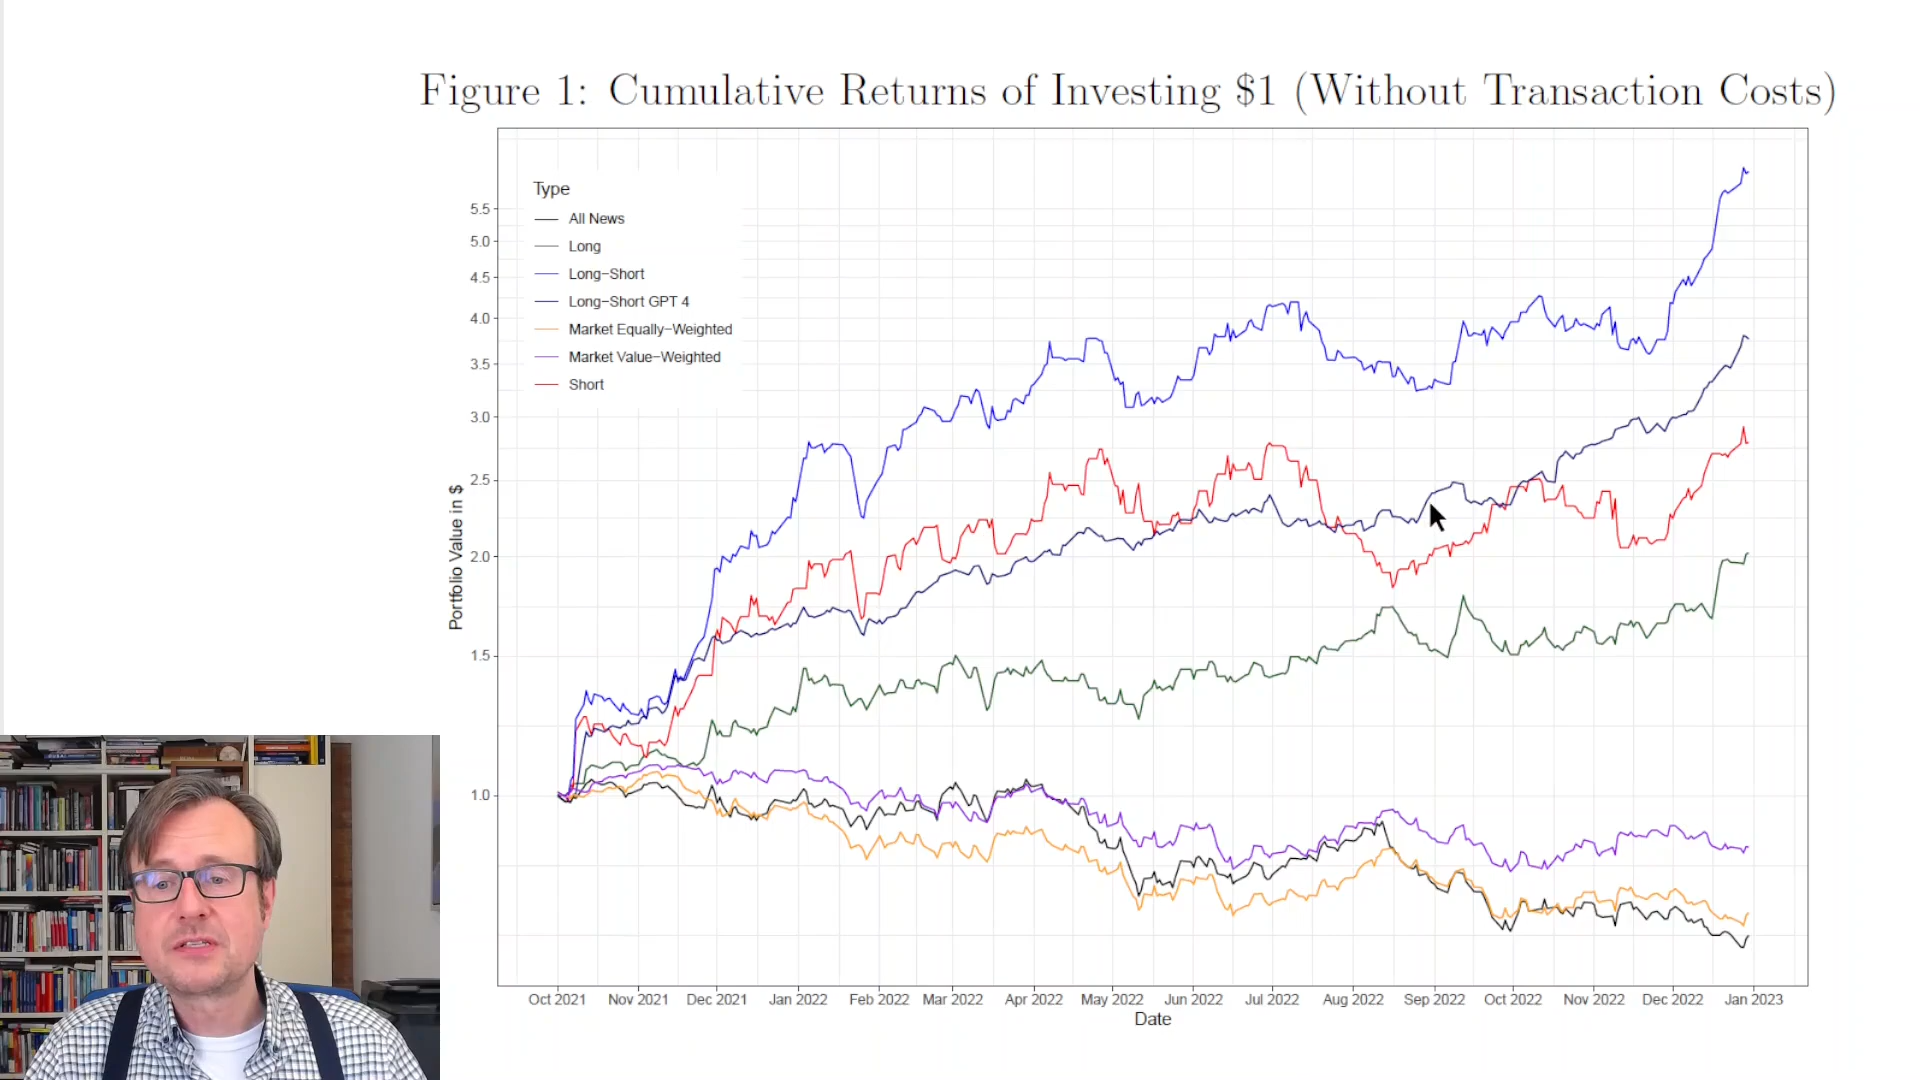 Figure 1: Cumulative Returns of Investing $1 (Without Transaction Costs)
Type
All News
Long
Long-Short
Long-Short GPT 4
Market Equally-Weighted
Market Value-Weighted
Short
5.5
5.0
4.5
4.0
3.5
3.0
2.5
2.0
1.5
1.0
Portfolio Value in $
Oct 2021 Nov 2021 Dec 2021 Jan 2022 Feb 2022 Mar 2022 Apr 2022 May 2022 Jun 2022 Jul 2022 Aug 2022 Sep 2022 Oct 2022 Nov 2022 Dec 2022 Jan 2023
Date